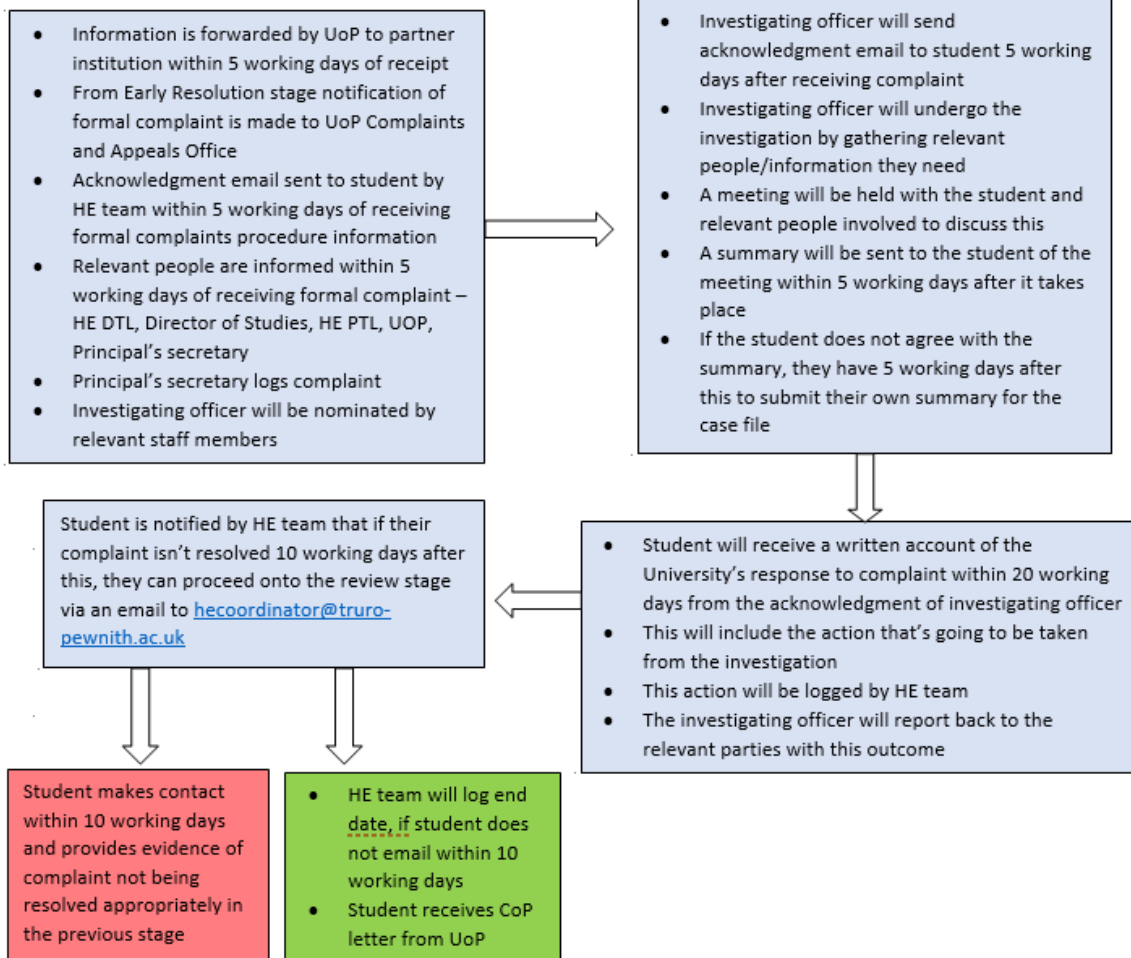 • Information is forwarded by UoP to partner
institution within 5 working days of receipt
• From Early Resolution stage notification of
formal complaint is made to UoP Complaints
and Appeals Office
• Acknowledgment email sent to student by
HE team within 5 working days of receiving
formal complaints procedure information
• Relevant people are informed within 5
working days of receiving formal complaint –
HE DTL, Director of Studies, HE PTL, UOP,
Principal's secretary
• Principal's secretary logs complaint
• Investigating officer will be nominated by
relevant staff members
• Investigating officer will send
acknowledgment email to student 5 working
days after receiving complaint
• Investigating officer will undergo the
investigation by gathering relevant
people/information they need
• A meeting will be held with the student and
relevant people involved to discuss this
• A summary will be sent to the student of the
meeting within 5 working days after it takes
place
• If the student does not agree with the
summary, they have 5 working days after
this to submit their own summary for the
case file
• Student will receive a written account of the
University's response to complaint within 20 working
days from the acknowledgment of investigating officer
• This will include the action that's going to be taken
from the investigation
• This action will be logged by HE team
• The investigating officer will report back to the
relevant parties with this outcome
Student is notified by HE team that if their
complaint isn't resolved 10 working days after
this, they can proceed onto the review stage
via an email to hecoordinator@truro-
pewnith.ac.uk
Student makes contact
within 10 working days
and provides evidence of
complaint not being
resolved appropriately in
the previous stage
• HE team will log end
date, if student does
not email within 10
working days
• Student receives CoP
letter from UoP